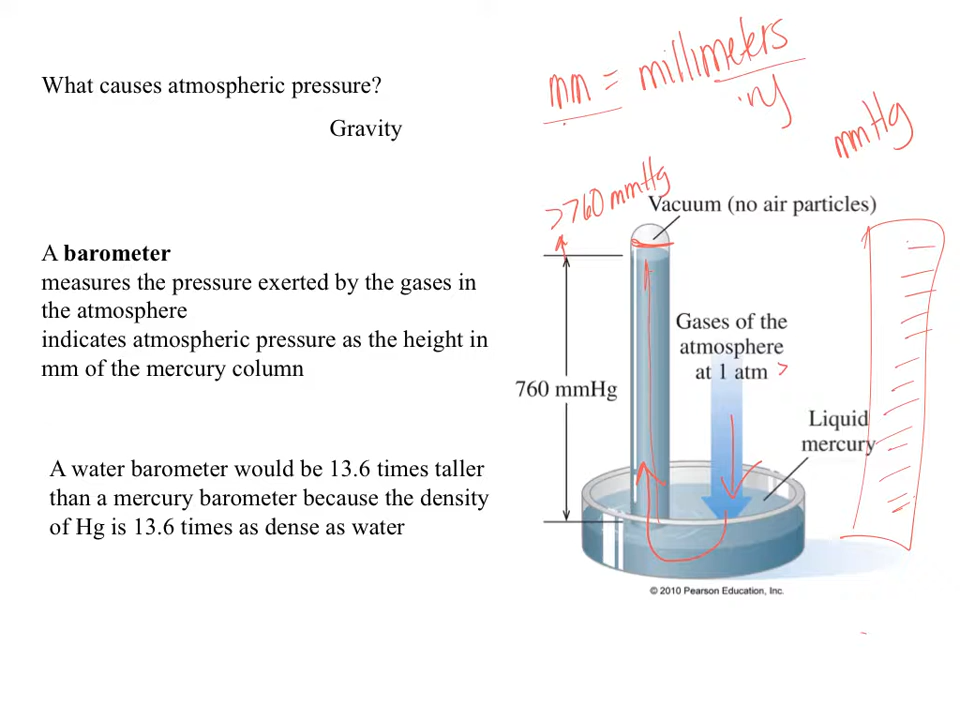 What causes atmospheric pressure?
Gravity
A barometer
measures the pressure exerted by the gases in
the atmosphere
indicates atmospheric pressure as the height in
mm of the mercury column
A water barometer would be 13.6 times taller
than a mercury barometer because the density
of Hg is 13.6 times as dense as water
mm = millimeters
mmHg
>760 mmHg
Vacuum (no air particles)
Gases of the
atmosphere
at 1 atm >
760 mmHg
Liquid
mercury
© 2010 Pearson Education, Inc.